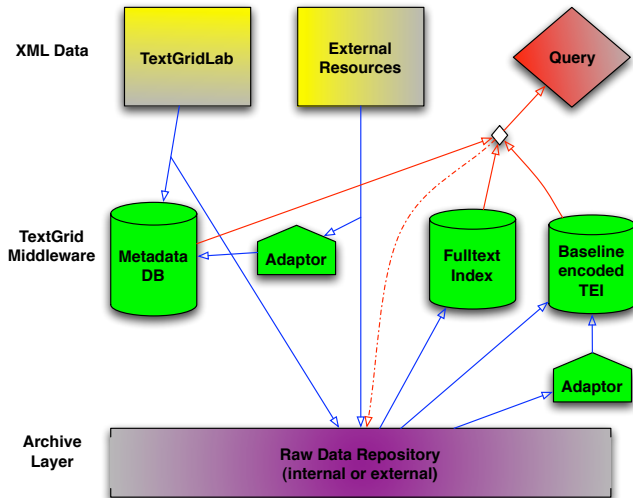 XML Data
TextGridLab
External
Resources
Query
TextGrid
Middleware
Metadata
DB
Adaptor
Fulltext
Index
Baseline
encoded
TEI
Adaptor
Archive
Layer
Raw Data Repository
(internal or external)